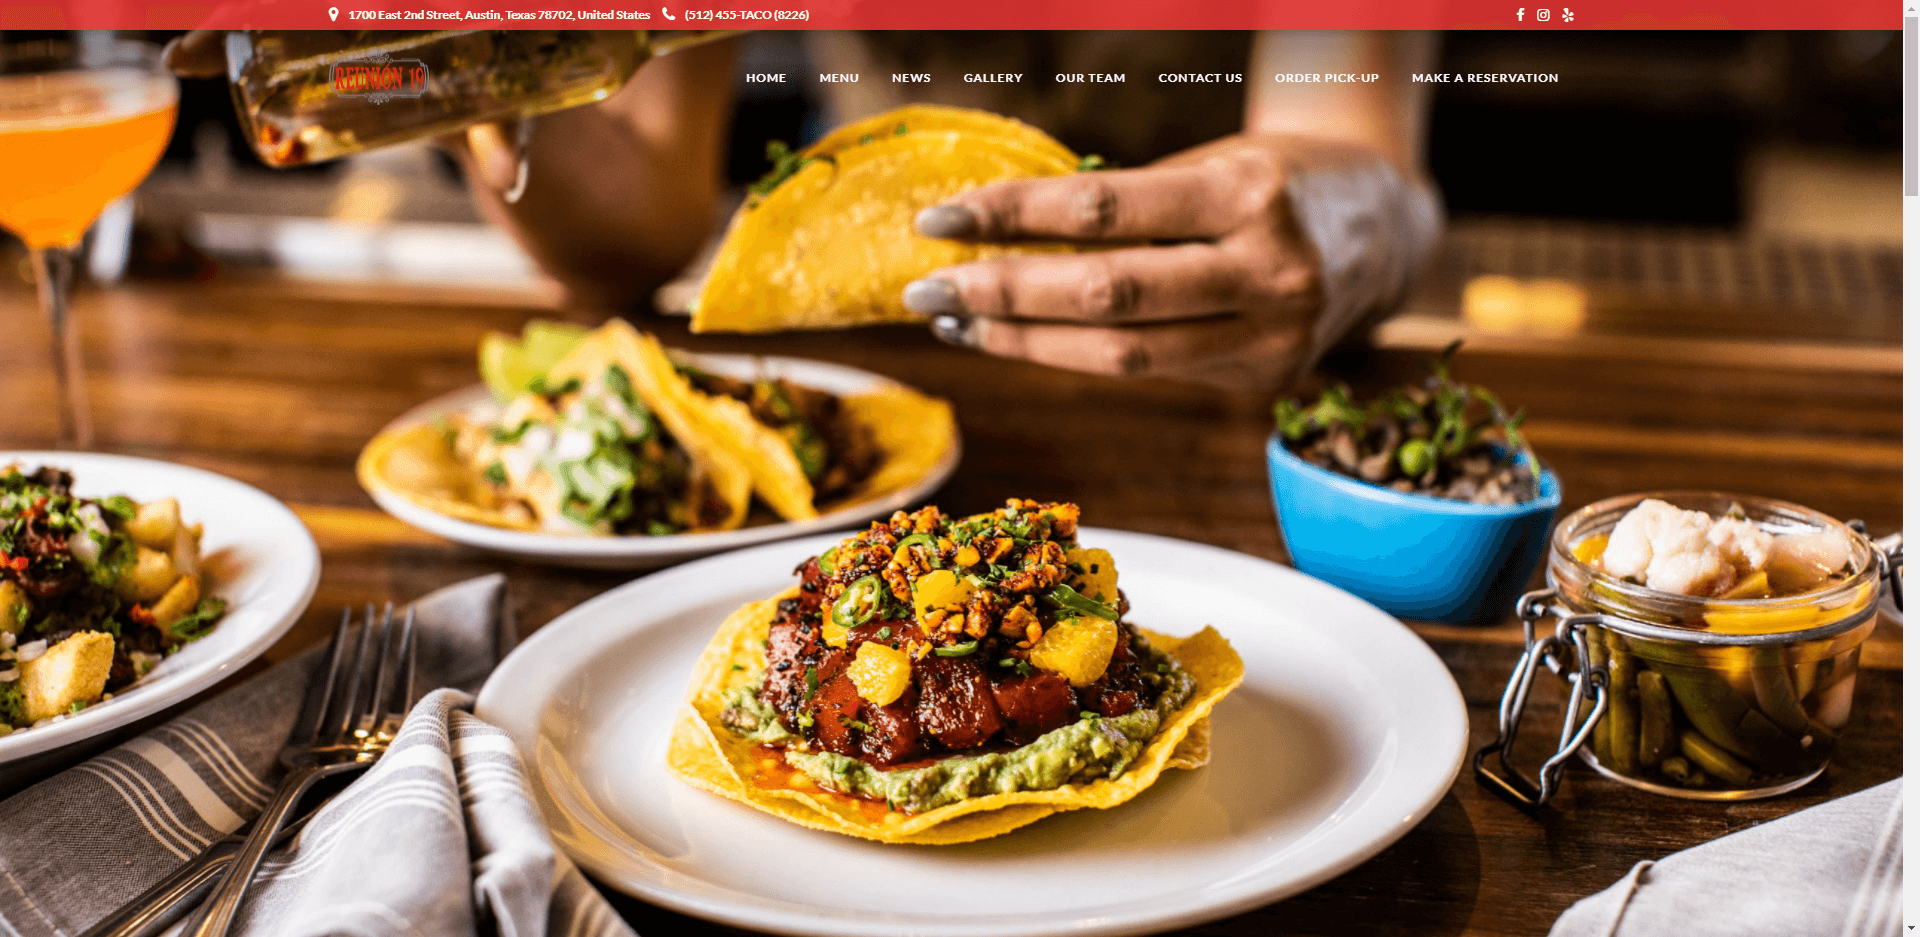 1700 East 2nd Street, Austin, Texas 78702, United States (512) 455-TACO (8226)
REUNION 19
HOME MENU NEWS GALLERY OUR TEAM CONTACT US ORDER PICK-UP MAKE A RESERVATION